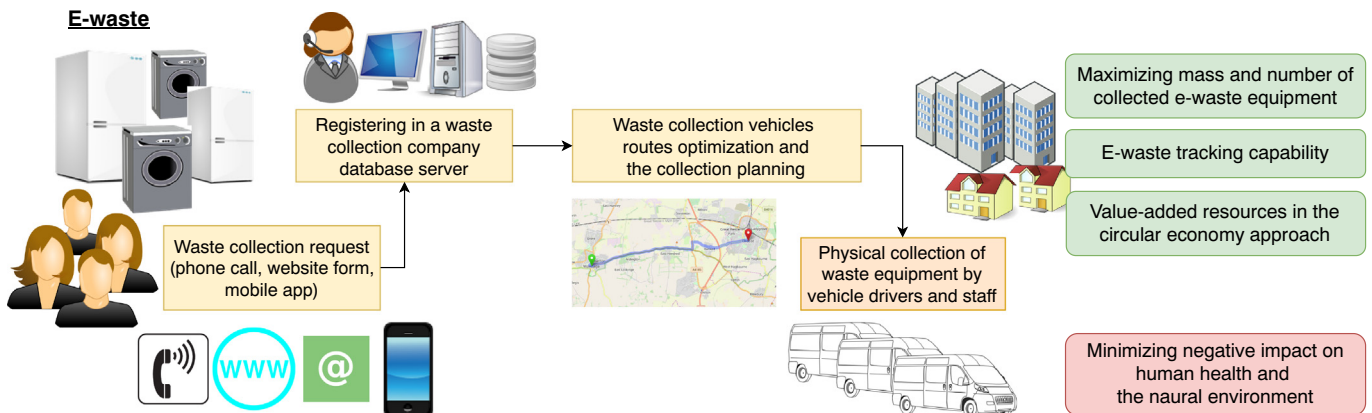 E-waste
Registering in a waste
collection company
database server
Waste collection request
(phone call, website form,
mobile app)
www
@
Waste collection vehicles
routes optimization and
the collection planning
Physical collection of
waste equipment by
vehicle drivers and staff
Maximizing mass and number of
collected e-waste equipment
E-waste tracking capability
Value-added resources in the
circular economy approach
Minimizing negative impact on
human health and
the naural environment